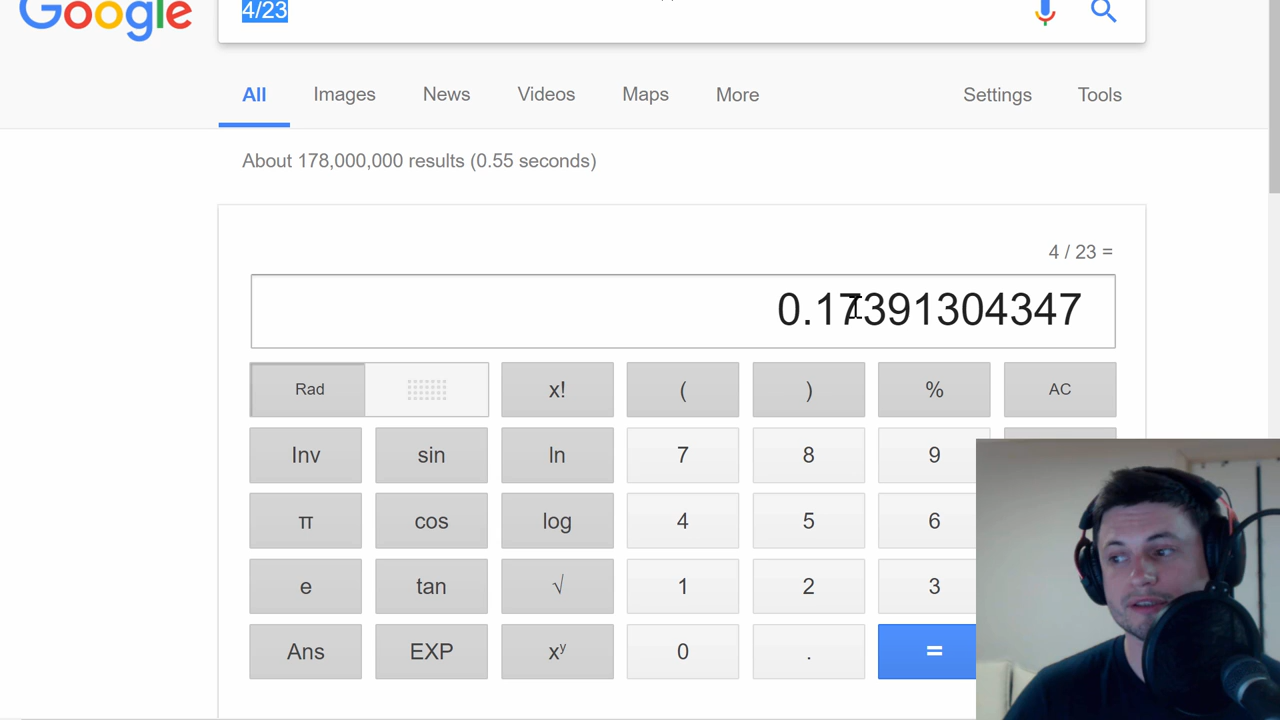 Google
4/23
All Images News Videos Maps More Settings Tools
About 178,000,000 results (0.55 seconds)
4 / 23 =
0.17391304347
Rad x! ( ) % AC
Inv sin ln 7 8 9
π cos log 4 5 6
e tan √ 1 2 3
Ans EXP xʸ 0 . =